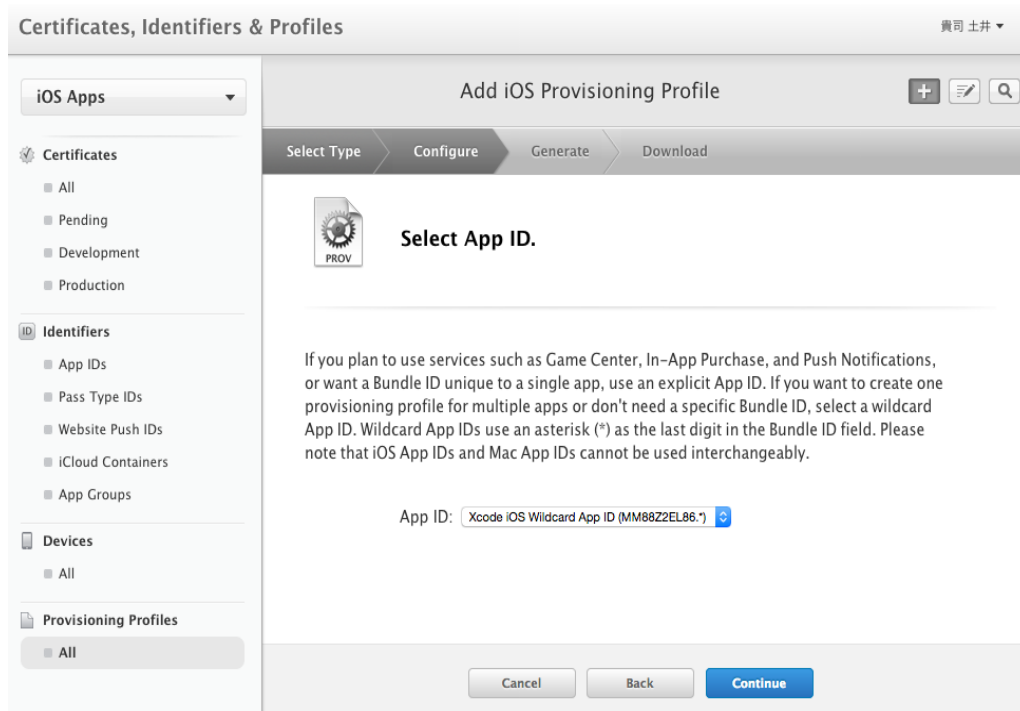 Certificates, Identifiers & Profiles
貴司 土井
iOS Apps
Add iOS Provisioning Profile
Select Type
Configure
Generate
Download
Certificates
All
Pending
Development
Production
Identifiers
App IDs
Pass Type IDs
Website Push IDs
iCloud Containers
App Groups
Devices
All
Provisioning Profiles
All
PROV
Select App ID.
If you plan to use services such as Game Center, In-App Purchase, and Push Notifications,
or want a Bundle ID unique to a single app, use an explicit App ID. If you want to create one
provisioning profile for multiple apps or don't need a specific Bundle ID, select a wildcard
App ID. Wildcard App IDs use an asterisk (*) as the last digit in the Bundle ID field. Please
note that iOS App IDs and Mac App IDs cannot be used interchangeably.
App ID: Xcode iOS Wildcard App ID (MM88Z2EL86.*)
Cancel
Back
Continue
ID